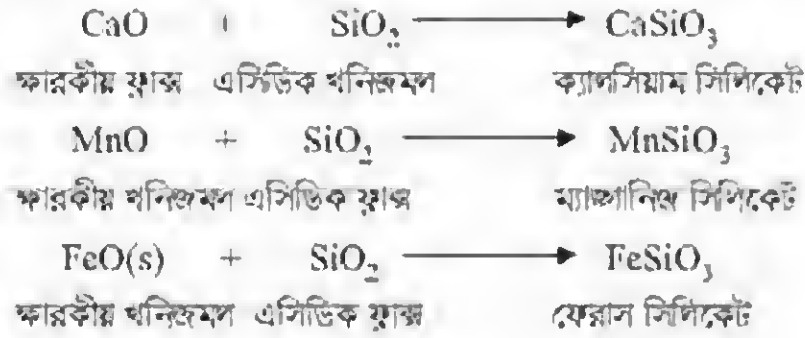 CaO + SiO₂ ⟶ CaSiO₃
ক্ষারকীয় ফ্লাক্স এসিডিক খনিজমল ক্যালসিয়াম সিলিকেট
MnO + SiO₂ ⟶ MnSiO₃
ক্ষারকীয় খনিজমল এসিডিক ফ্লাক্স ম্যাঙ্গানিজ সিলিকেট
FeO(s) + SiO₂ ⟶ FeSiO₃
ক্ষারকীয় খনিজমল এসিডিক ফ্লাক্স ফেরাস সিলিকেট